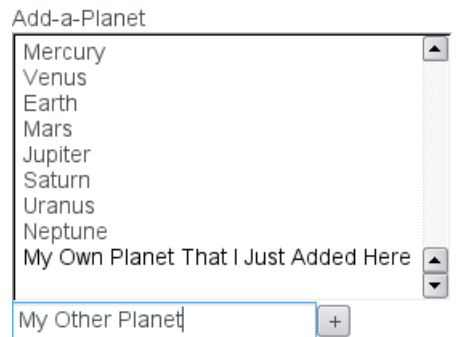 Add-a-Planet
Mercury
Venus
Earth
Mars
Jupiter
Saturn
Uranus
Neptune
My Own Planet That I Just Added Here
My Other Planet +